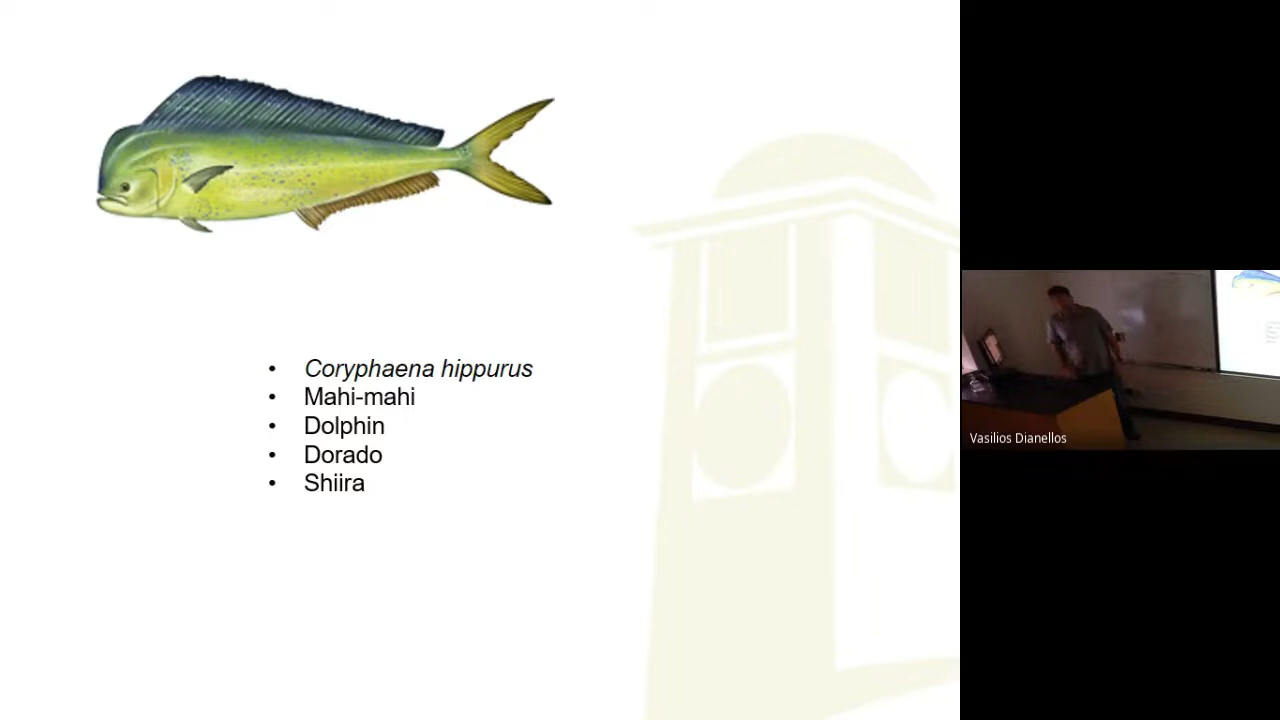 • Coryphaena hippurus
• Mahi-mahi
• Dolphin
• Dorado
• Shiira
Vasilios Dianellos